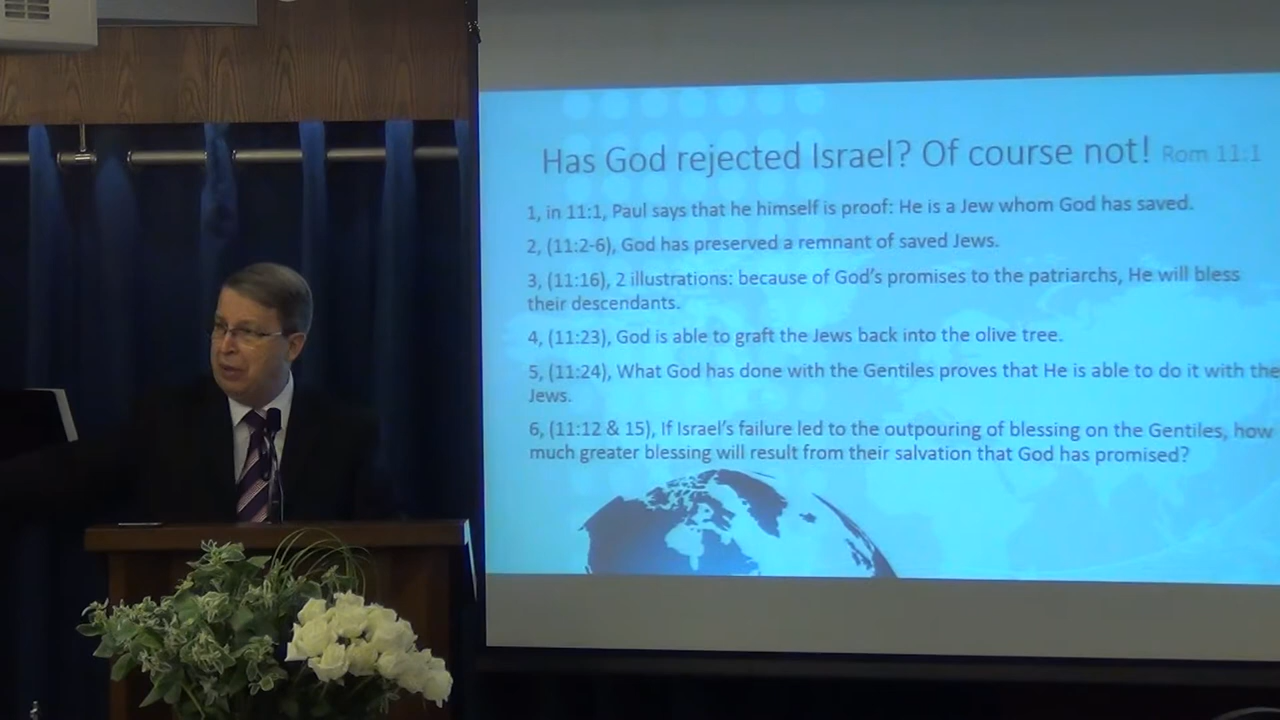 Has God rejected Israel? Of course not! Rom 11:1
1, in 11:1, Paul says that he himself is proof: He is a Jew whom God has saved.
2, (11:2-6), God has preserved a remnant of saved Jews.
3, (11:16), 2 illustrations: because of God's promises to the patriarchs, He will bless
their descendants.
4, (11:23), God is able to graft the Jews back into the olive tree.
5, (11:24), What God has done with the Gentiles proves that He is able to do it with the
Jews.
6, (11:12 & 15), If Israel's failure led to the outpouring of blessing on the Gentiles, how
much greater blessing will result from their salvation that God has promised?